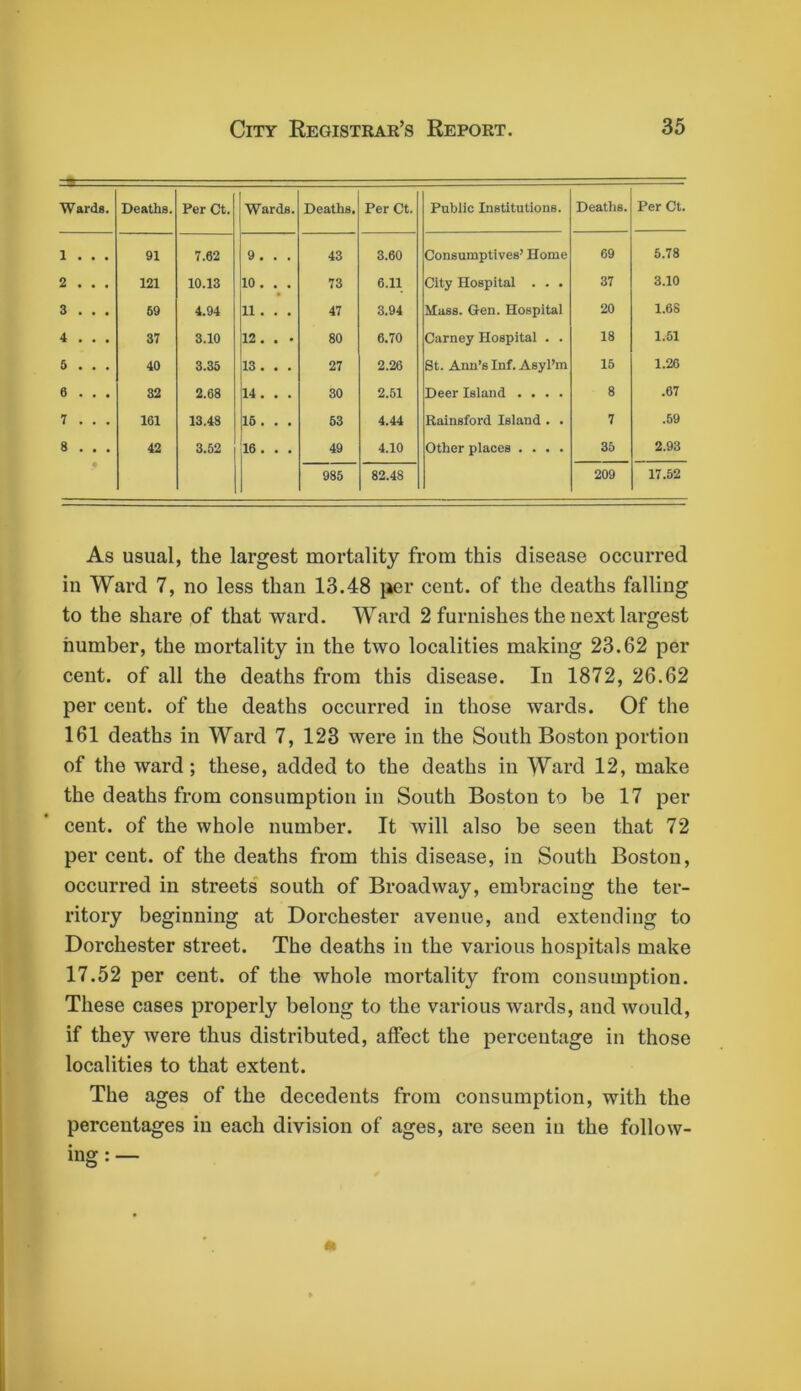 City Registrar's Report. 35
Wards. Deaths. Per Ct. Wards. Deaths. Per Ct. Public Institutions. Deaths. Per Ct.
1 . . . 91 7.62 9 . . . 43 3.60 Consumptives' Home 69 5.78
2 . . . 121 10.13 10 . . . 73 6.11 City Hospital . . . 37 3.10
3 . . . 59 4.94 11 . . . 47 3.94 Mass. Gen. Hospital 20 1.68
4 . . . 37 3.10 12 . . . 80 6.70 Carney Hospital . . 18 1.51
5 . . . 40 3.35 13 . . . 27 2.26 St. Ann's Inf. Asyl'm 15 1.26
6 . . . 32 2.68 14 . . . 30 2.51 Deer Island . . . . 8 .67
7 . . . 161 13.48 15 . . . 53 4.44 Rainsford Island . . 7 .59
8 . . . 42 3.52 16 . . . 49 4.10 Other places . . . . 35 2.93
985 82.48 209 17.52
As usual, the largest mortality from this disease occurred
in Ward 7, no less than 13.48 per cent. of the deaths falling
to the share of that ward. Ward 2 furnishes the next largest
number, the mortality in the two localities making 23.62 per
cent. of all the deaths from this disease. In 1872, 26.62
per cent. of the deaths occurred in those wards. Of the
161 deaths in Ward 7, 123 were in the South Boston portion
of the ward; these, added to the deaths in Ward 12, make
the deaths from consumption in South Boston to be 17 per
cent. of the whole number. It will also be seen that 72
per cent. of the deaths from this disease, in South Boston,
occurred in streets south of Broadway, embracing the ter-
ritory beginning at Dorchester avenue, and extending to
Dorchester street. The deaths in the various hospitals make
17.52 per cent. of the whole mortality from consumption.
These cases properly belong to the various wards, and would,
if they were thus distributed, affect the percentage in those
localities to that extent.
The ages of the decedents from consumption, with the
percentages in each division of ages, are seen in the follow-
ing : —